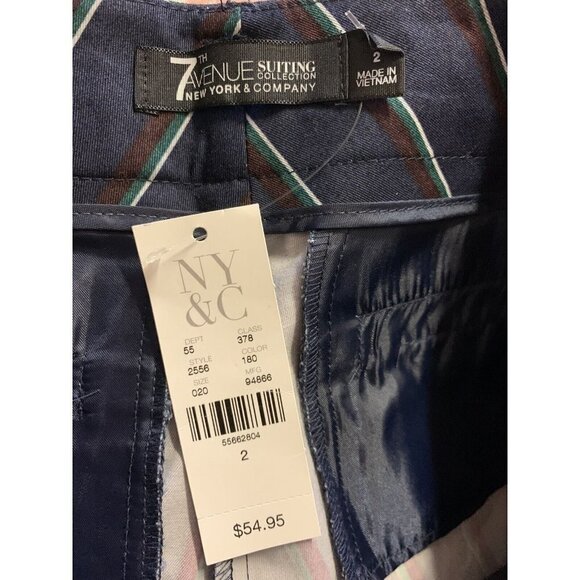 7TH AVENUE SUITING COLLECTION
NEW YORK & COMPANY
2
MADE IN
VIETNAM
NY
&C
DEPT CLASS
55 378
STYLE COLOR
2556 180
SIZE MFG
020 94866
55662804
2
$54.95